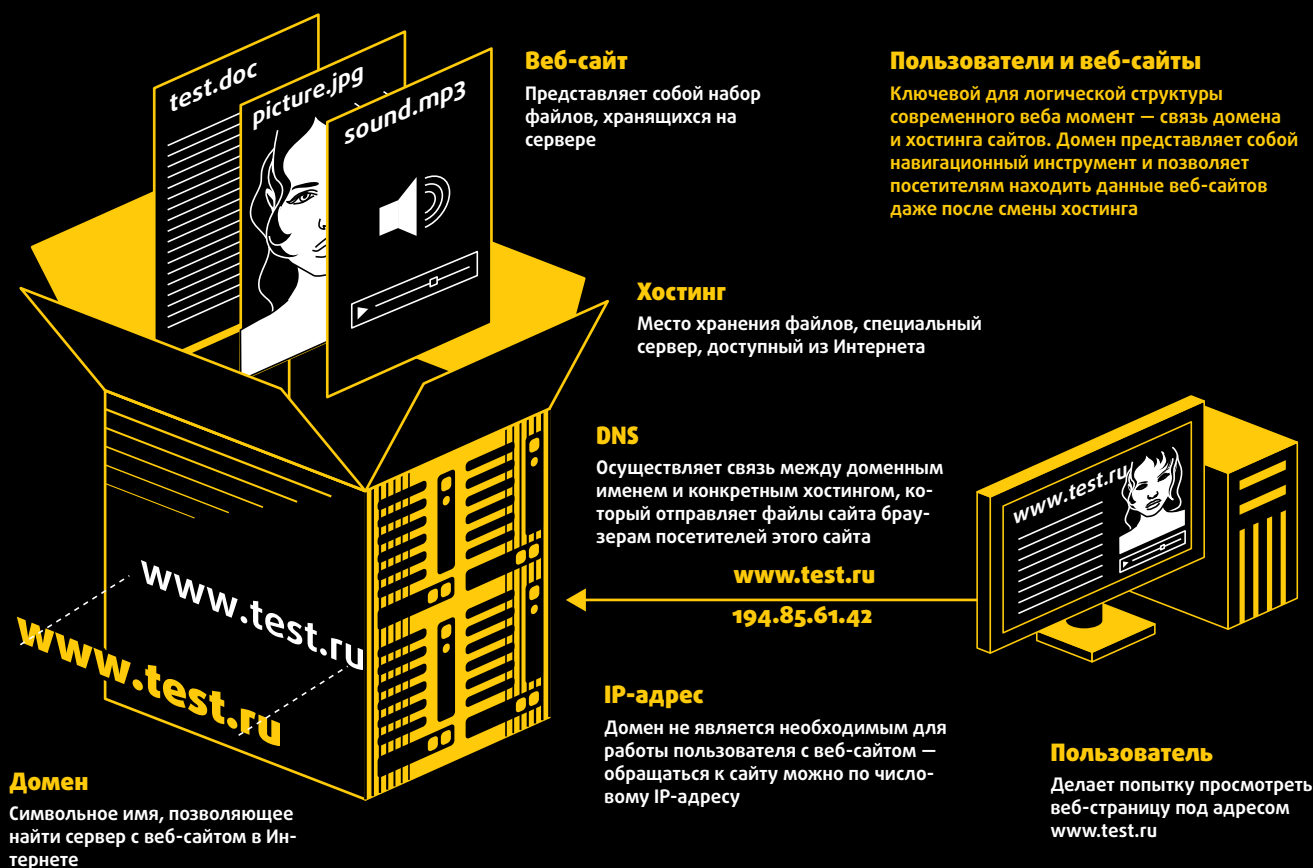 test.doc
picture.jpg
sound.mp3
Веб-сайт
Представляет собой набор
файлов, хранящихся на
сервере
Пользователи и веб-сайты
Ключевой для логической структуры
современного веба момент — связь домена
и хостинга сайтов. Домен представляет собой
навигационный инструмент и позволяет
посетителям находить данные веб-сайтов
даже после смены хостинга
Хостинг
Место хранения файлов, специальный
сервер, доступный из Интернета
DNS
Осуществляет связь между доменным
именем и конкретным хостингом, ко-
торый отправляет файлы сайта брау-
зерам посетителей этого сайта
www.test.ru
194.85.61.42
www.test.ru
www.test.ru
www.test.ru
IP-адрес
Домен не является необходимым для
работы пользователя с веб-сайтом —
обращаться к сайту можно по число-
вому IP-адресу
Пользователь
Делает попытку просмотреть
веб-страницу под адресом
www.test.ru
Домен
Символьное имя, позволяющее
найти сервер с веб-сайтом в Ин-
тернете